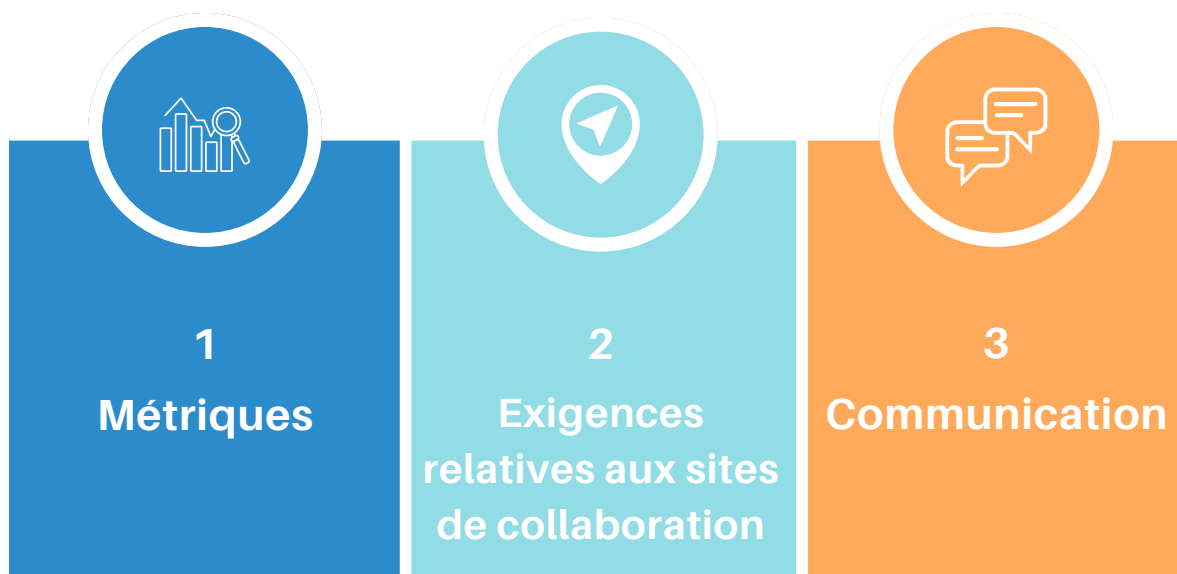 1
Métriques
2
Exigences
relatives aux sites
de collaboration
3
Communication